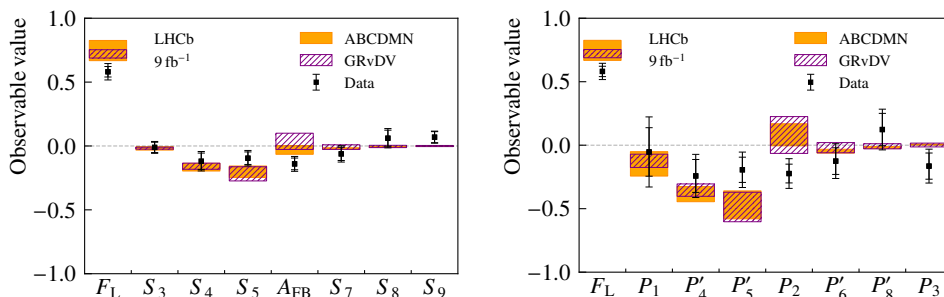 Observable value
1.0
0.5
0.0
−0.5
−1.0
LHCb
9 fb⁻¹
ABCDMN
GRvDV
Data
F_L S_3 S_4 S_5 A_FB S_7 S_8 S_9
Observable value
1.0
0.5
0.0
−0.5
−1.0
LHCb
9 fb⁻¹
ABCDMN
GRvDV
Data
F_L P_1 P′_4 P′_5 P_2 P′_6 P′_8 P_3